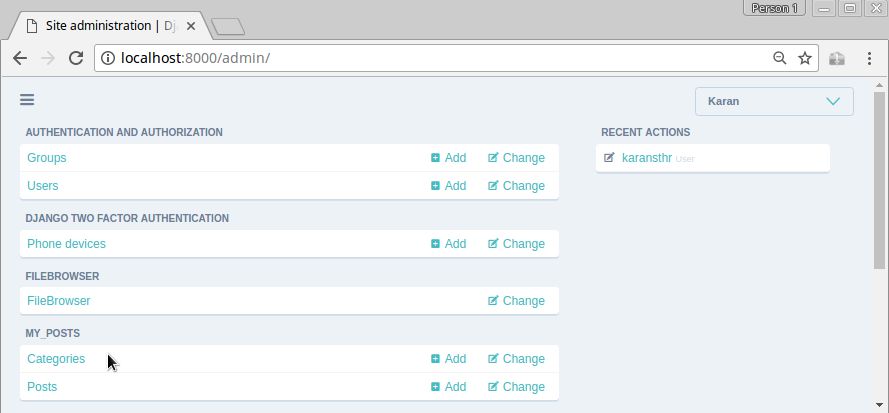 Person 1
Site administration | Dj
localhost:8000/admin/
Karan
AUTHENTICATION AND AUTHORIZATION
Groups Add Change
Users Add Change
DJANGO TWO FACTOR AUTHENTICATION
Phone devices Add Change
FILEBROWSER
FileBrowser Change
MY_POSTS
Categories Add Change
Posts Add Change
RECENT ACTIONS
karansthr User